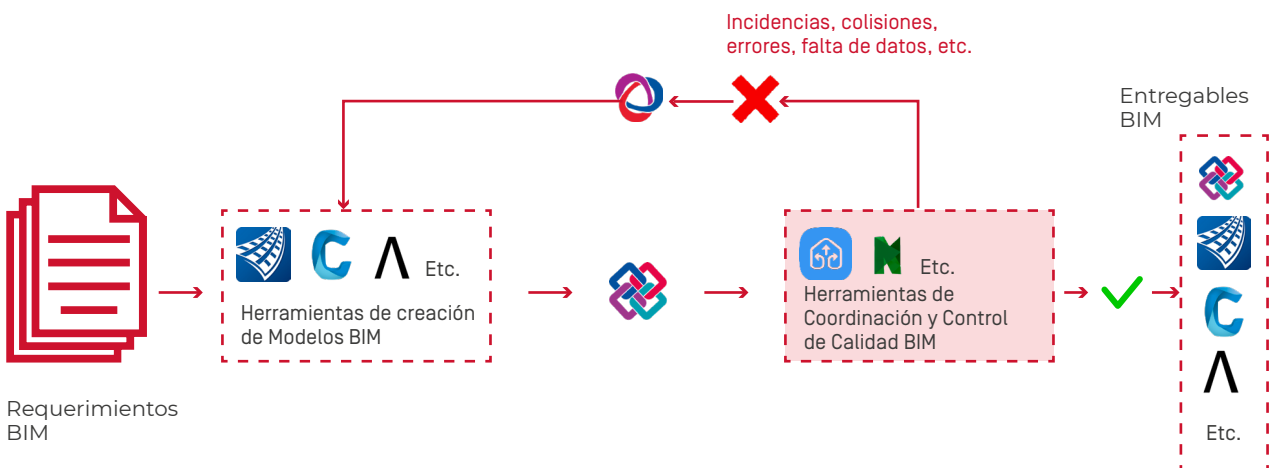 Incidencias, colisiones,
errores, falta de datos, etc.
Entregables
BIM
Etc.
Herramientas de creación
de Modelos BIM
Etc.
Herramientas de
Coordinación y Control
de Calidad BIM
Requerimientos
BIM
Etc.